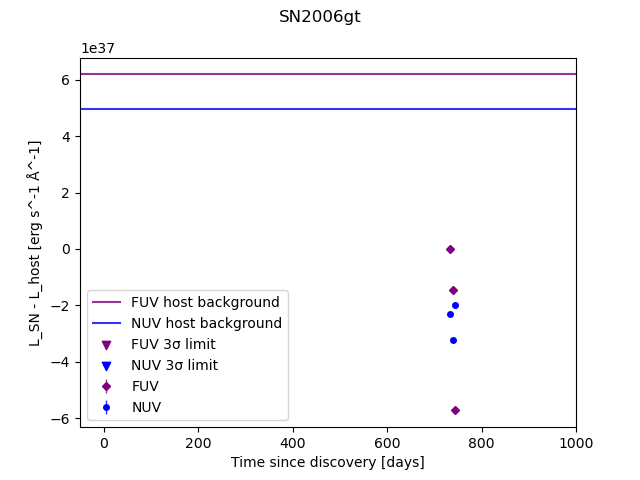 SN2006gt
1e37
6
4
2
0
−2
−4
−6
L_SN - L_host [erg s^-1 Å^-1]
FUV host background
NUV host background
FUV 3σ limit
NUV 3σ limit
FUV
NUV
0 200 400 600 800 1000
Time since discovery [days]